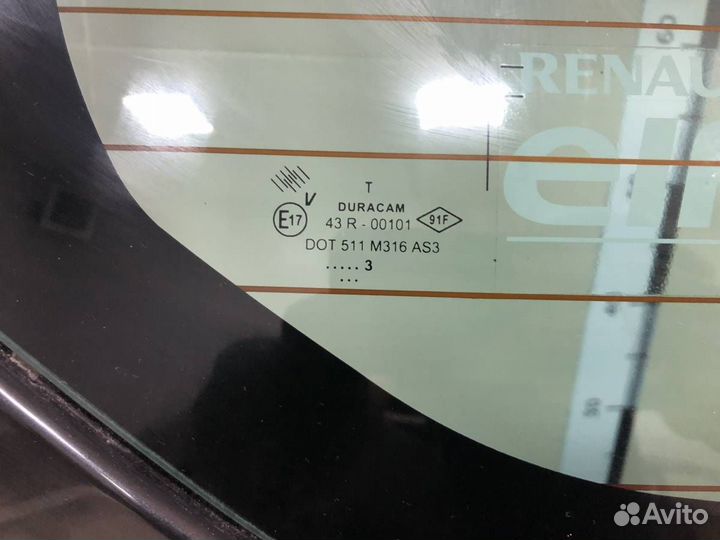 RENAU
T
V
DURACAM
E17
43 R - 00101
91F
DOT 511 M316 AS3
..... 3
...
Avito